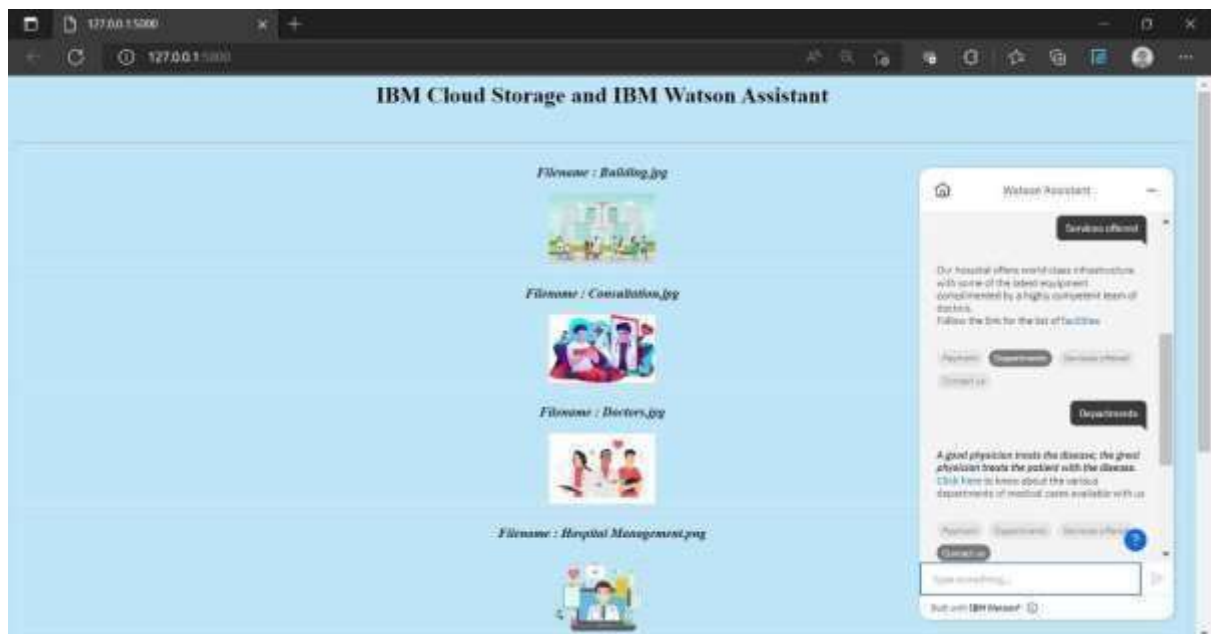 127.0.0.1:5000
127.0.0.1:5000
IBM Cloud Storage and IBM Watson Assistant
Filename : Building.jpg
Filename : Consultation.jpg
Filename : Doctors.jpg
Filename : Hospital Management.png
Watson Assistant
Services offered
Our hospital offers world class infrastructure
with some of the latest equipment
complimented by a highly competent team of
doctors.
Follow the link for the list of facilities
Payment Departments Services offered
Contact us
Departments
A good physician treats the disease; the great
physician treats the patient with the disease.
Click here to know about the various
departments of medical cases available with us
Payment Departments Services offered
Contact us
?
Type something...
Built with IBM Watson®